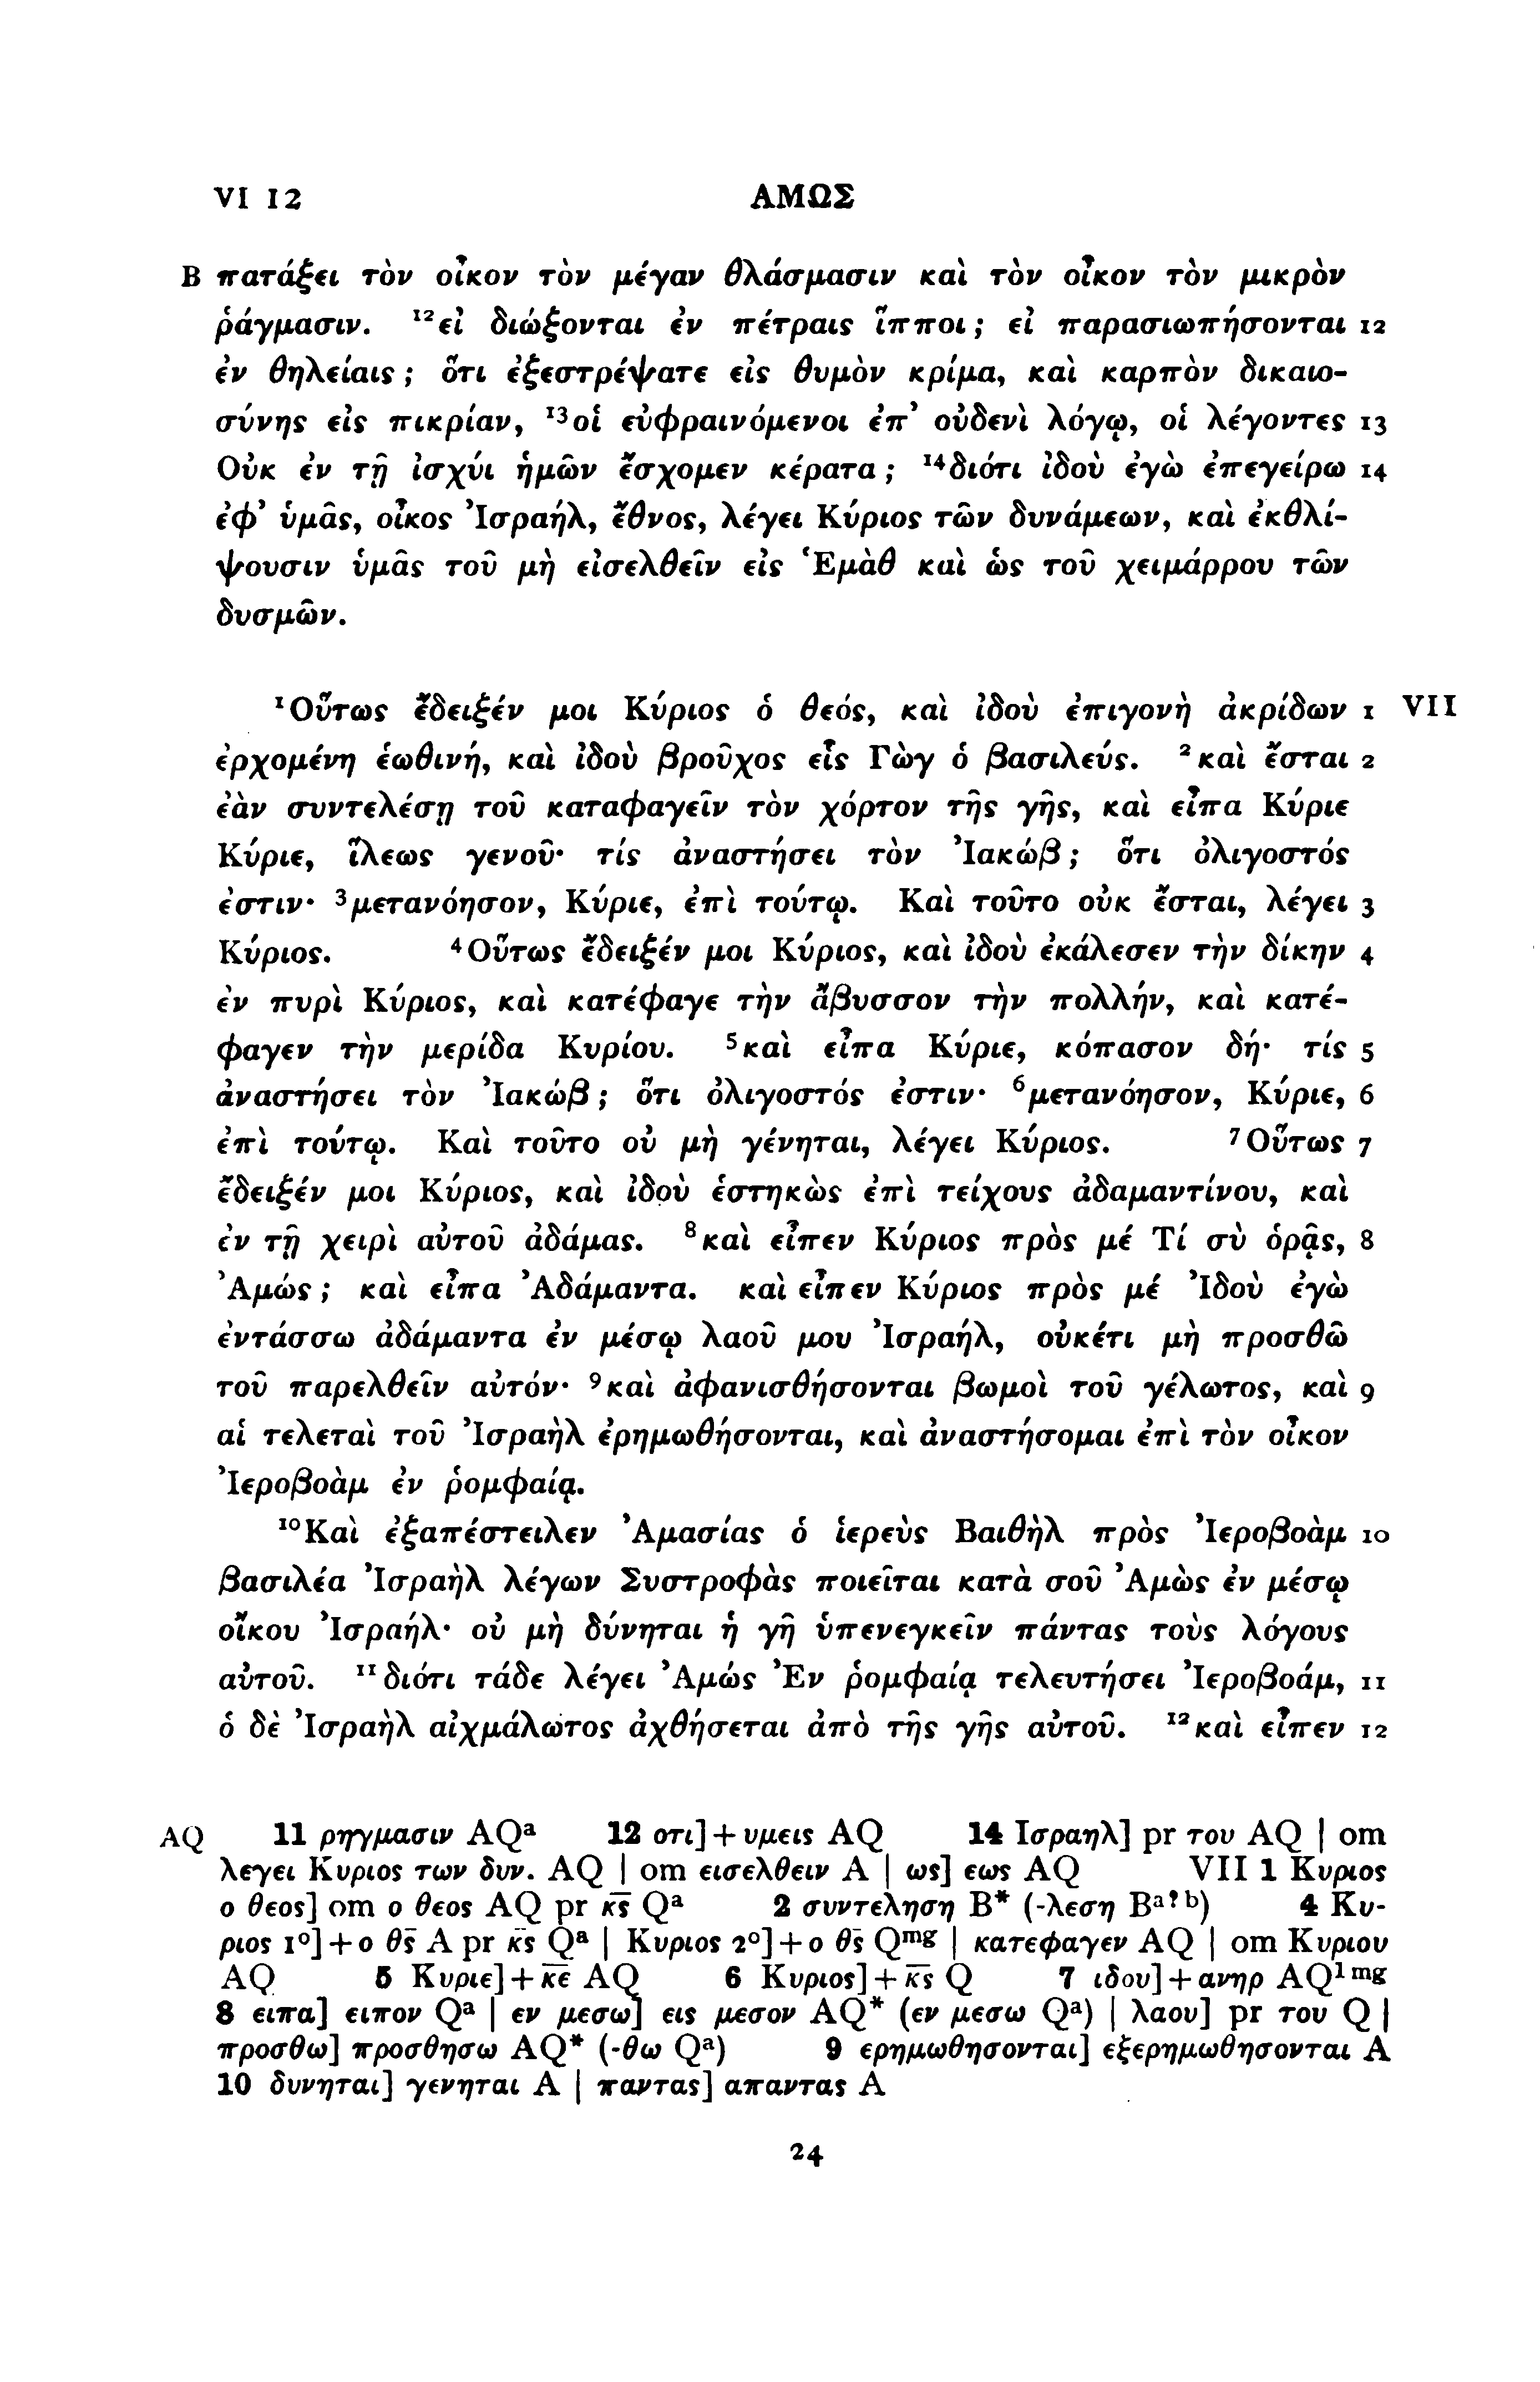 VI 12 ΑΜΩΣ
B πατάξει τὸν οἶκον τὸν μέγαν θλάσμασιν καὶ τὸν οἶκον τὸν μικρὸν
ῥάγμασιν. ¹²εἰ διώξονται ἐν πέτραις ἵπποι; εἰ παρασιωπήσονται 12
ἐν θηλείαις; ὅτι ἐξεστρέψατε εἰς θυμὸν κρίμα, καὶ καρπὸν δικαιο-
σύνης εἰς πικρίαν, ¹³οἱ εὐφραινόμενοι ἐπ᾽ οὐδενὶ λόγῳ, οἱ λέγοντες 13
Οὐκ ἐν τῇ ἰσχύι ἡμῶν ἔσχομεν κέρατα; ¹⁴διότι ἰδοὺ ἐγὼ ἐπεγείρω 14
ἐφ᾽ ὑμᾶς, οἶκος Ἰσραήλ, ἔθνος, λέγει Κύριος τῶν δυνάμεων, καὶ ἐκθλί-
ψουσιν ὑμᾶς τοῦ μὴ εἰσελθεῖν εἰς Ἑμὰθ καὶ ὡς τοῦ χειμάρρου τῶν
δυσμῶν.
¹Οὕτως ἔδειξέν μοι Κύριος ὁ θεός, καὶ ἰδοὺ ἐπιγονὴ ἀκρίδων 1 VII
ἐρχομένη ἑωθινή, καὶ ἰδοὺ βροῦχος εἷς Γὼγ ὁ βασιλεύς. ²καὶ ἔσται 2
ἐὰν συντελέσῃ τοῦ καταφαγεῖν τὸν χόρτον τῆς γῆς, καὶ εἶπα Κύριε
Κύριε, ἵλεως γενοῦ· τίς ἀναστήσει τὸν Ἰακώβ; ὅτι ὀλιγοστός
ἐστιν· ³μετανόησον, Κύριε, ἐπὶ τούτῳ. Καὶ τοῦτο οὐκ ἔσται, λέγει 3
Κύριος. ⁴Οὕτως ἔδειξέν μοι Κύριος, καὶ ἰδοὺ ἐκάλεσεν τὴν δίκην 4
ἐν πυρὶ Κύριος, καὶ κατέφαγε τὴν ἄβυσσον τὴν πολλήν, καὶ κατέ-
φαγεν τὴν μερίδα Κυρίου. ⁵καὶ εἶπα Κύριε, κόπασον δή· τίς 5
ἀναστήσει τὸν Ἰακώβ; ὅτι ὀλιγοστός ἐστιν· ⁶μετανόησον, Κύριε, 6
ἐπὶ τούτῳ. Καὶ τοῦτο οὐ μὴ γένηται, λέγει Κύριος. ⁷Οὕτως 7
ἔδειξέν μοι Κύριος, καὶ ἰδοὺ ἑστηκὼς ἐπὶ τείχους ἀδαμαντίνου, καὶ
ἐν τῇ χειρὶ αὐτοῦ ἀδάμας. ⁸καὶ εἶπεν Κύριος πρὸς μέ Τί σὺ ὁρᾷς, 8
Ἀμώς; καὶ εἶπα Ἀδάμαντα. καὶ εἶπεν Κύριος πρὸς μέ Ἰδοὺ ἐγὼ
ἐντάσσω ἀδάμαντα ἐν μέσῳ λαοῦ μου Ἰσραήλ, οὐκέτι μὴ προσθῶ
τοῦ παρελθεῖν αὐτόν· ⁹καὶ ἀφανισθήσονται βωμοὶ τοῦ γέλωτος, καὶ 9
αἱ τελεταὶ τοῦ Ἰσραὴλ ἐρημωθήσονται, καὶ ἀναστήσομαι ἐπὶ τὸν οἶκον
Ἰεροβοὰμ ἐν ῥομφαίᾳ.
¹⁰Καὶ ἐξαπέστειλεν Ἀμασίας ὁ ἱερεὺς Βαιθὴλ πρὸς Ἰεροβοὰμ 10
βασιλέα Ἰσραὴλ λέγων Συστροφὰς ποιεῖται κατὰ σοῦ Ἀμὼς ἐν μέσῳ
οἴκου Ἰσραήλ· οὐ μὴ δύνηται ἡ γῆ ὑπενεγκεῖν πάντας τοὺς λόγους
αὐτοῦ. ¹¹διότι τάδε λέγει Ἀμώς Ἐν ῥομφαίᾳ τελευτήσει Ἰεροβοάμ, 11
ὁ δὲ Ἰσραὴλ αἰχμάλωτος ἀχθήσεται ἀπὸ τῆς γῆς αὐτοῦ. ¹²καὶ εἶπεν 12
AQ 11 ρηγμασιν AQᵃ 12 οτι]+υμεις AQ 14 Ισραηλ] pr του AQ | om
λεγει Κυριος των δυν. AQ | om εισελθειν A | ως] εως AQ VII 1 Κυριος
ο θεος] om ο θεος AQ pr κ̅ς̅ Qᵃ 2 συντεληση B* (-λεση Bᵃ?ᵇ) 4 Κυ-
ριος 1°]+ο θ̅ς̅ A pr κ̅ς̅ Qᵃ | Κυριος 2°]+ο θ̅ς̅ Qᵐᵍ | κατεφαγεν AQ | om Κυριου
AQ 5 Κυριε]+κ̅ε̅ AQ 6 Κυριος]+κ̅ς̅ Q 7 ιδου]+ανηρ AQ¹ᵐᵍ
8 ειπα] ειπον Qᵃ | εν μεσω] εις μεσον AQ* (εν μεσω Qᵃ) | λαου] pr του Q |
προσθω] προσθησω AQ* (-θω Qᵃ) 9 ερημωθησονται] εξερημωθησονται A
10 δυνηται] γενηται A | παντας] απαντας A
24